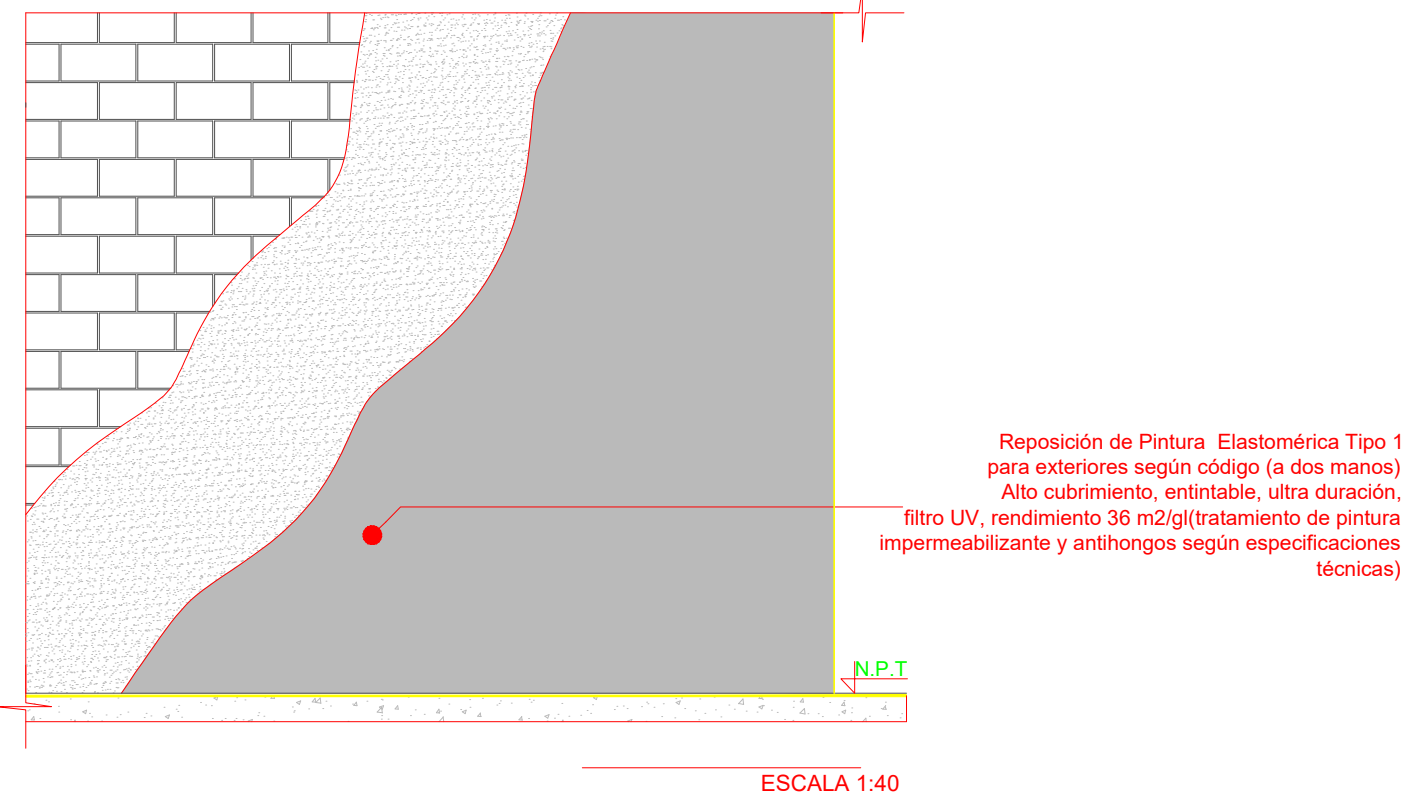 Reposición de Pintura Elastomérica Tipo 1
para exteriores según código (a dos manos)
Alto cubrimiento, entintable, ultra duración,
filtro UV, rendimiento 36 m2/gl(tratamiento de pintura
impermeabilizante y antihongos según especificaciones
técnicas)
N.P.T
ESCALA 1:40